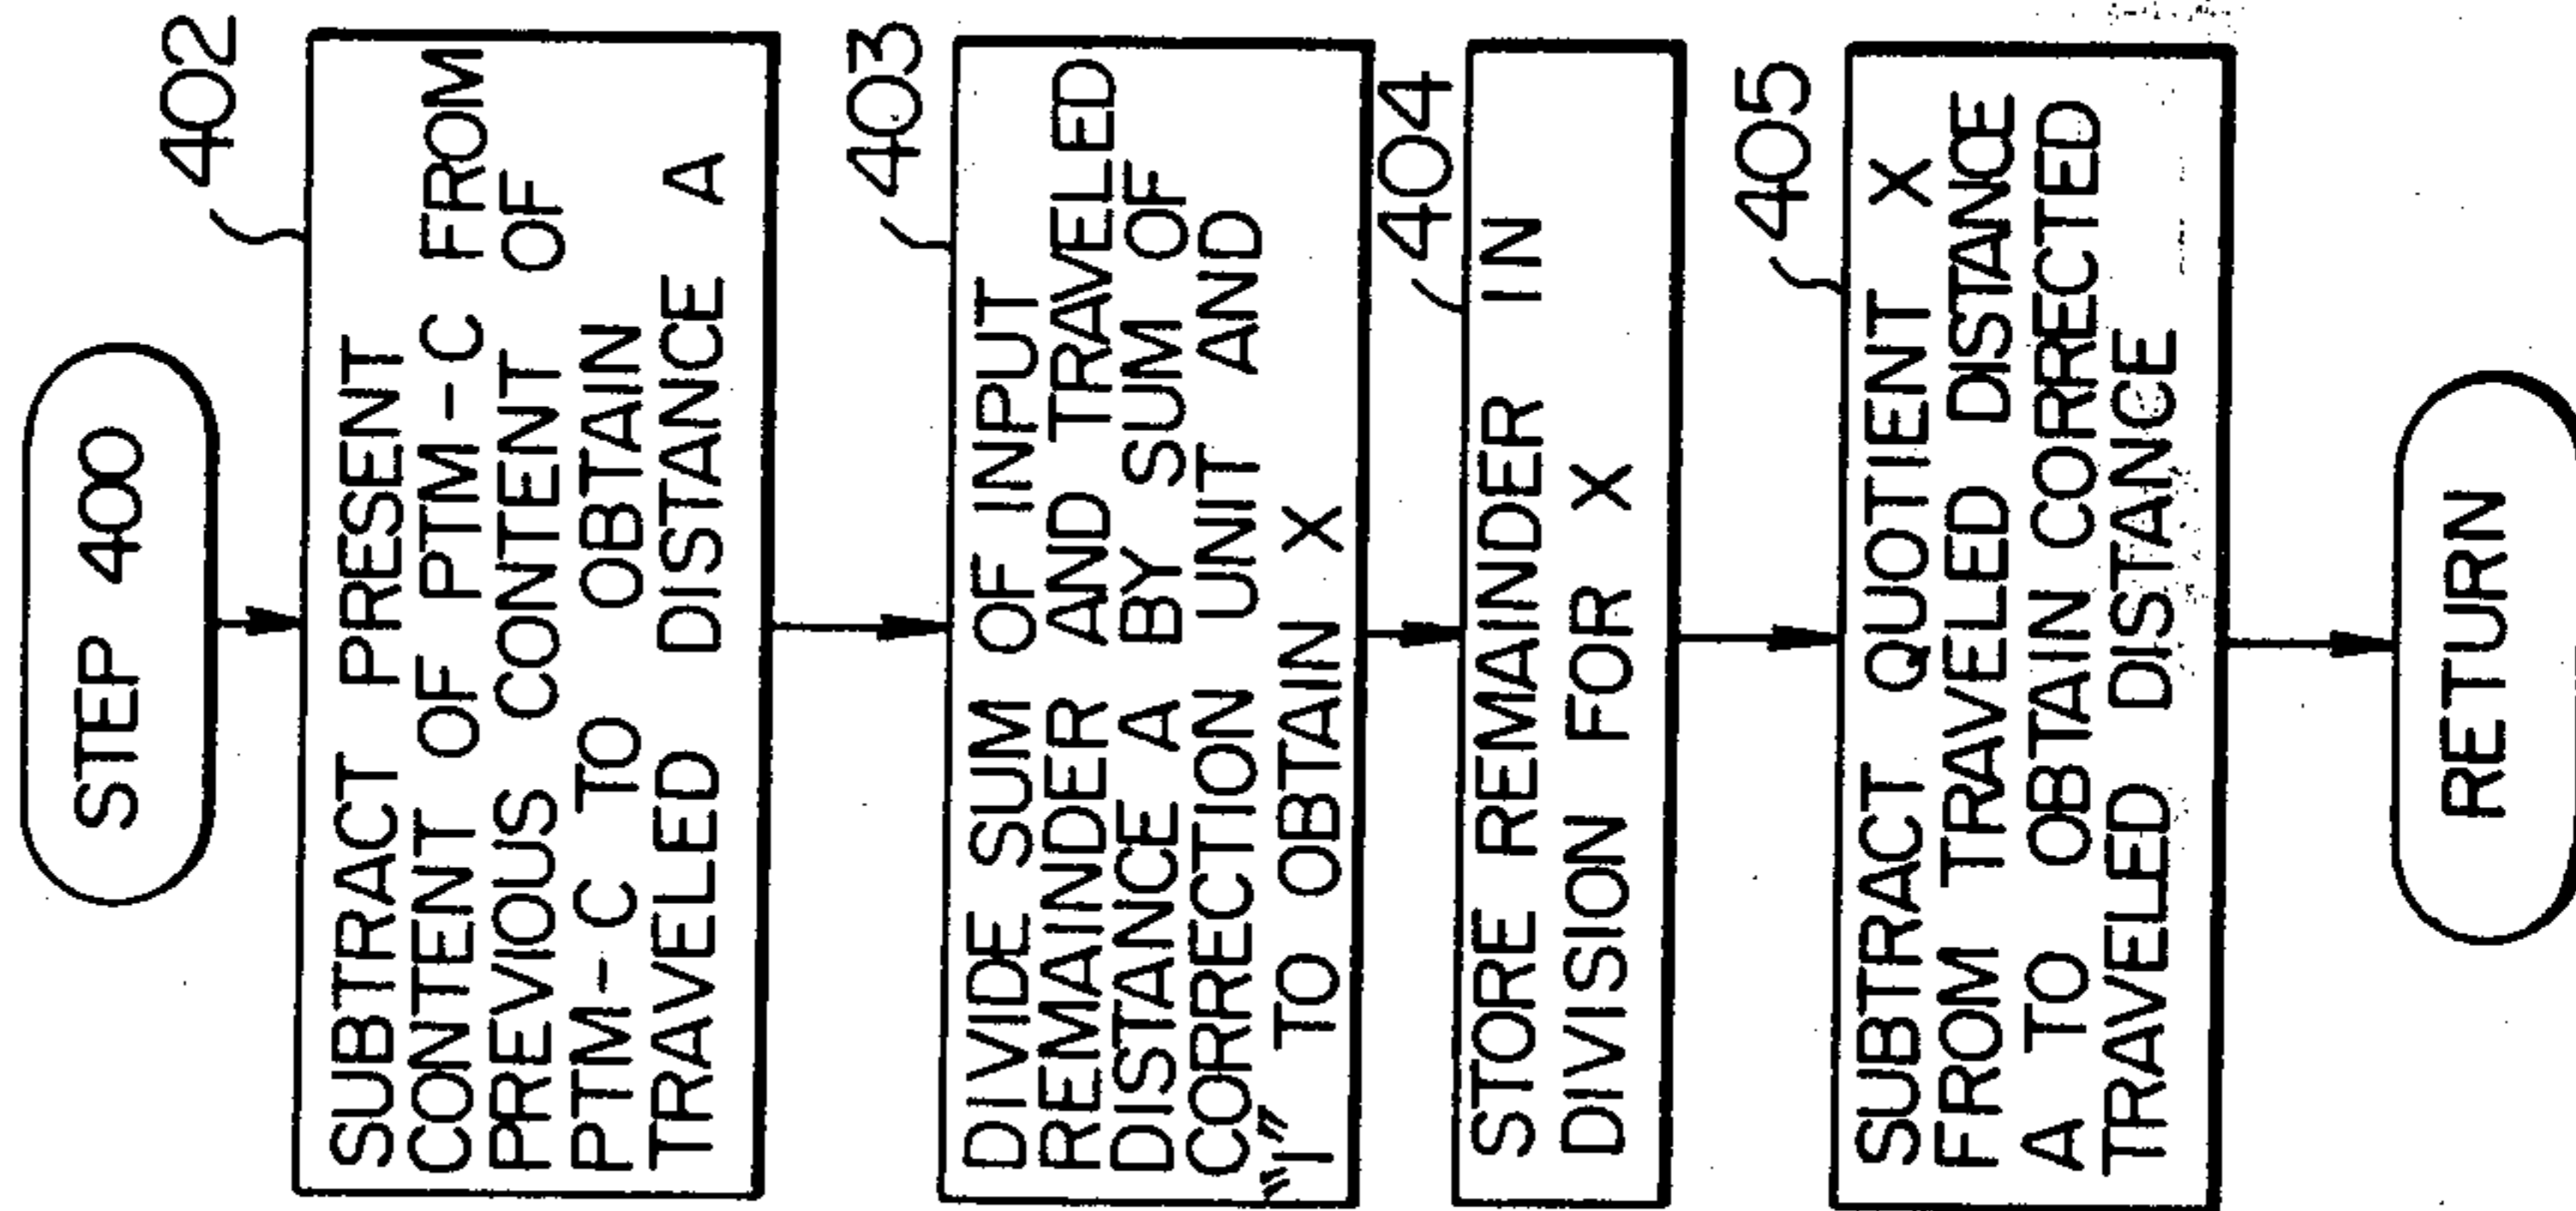 STEP 400
402
SUBTRACT PRESENT
CONTENT OF PTM-C FROM
PREVIOUS CONTENT OF
PTM-C TO OBTAIN
TRAVELED DISTANCE A
403
DIVIDE SUM OF INPUT
REMAINDER AND TRAVELED
DISTANCE A BY SUM OF
CORRECTION UNIT AND
"1" TO OBTAIN X
404
STORE REMAINDER IN
DIVISION FOR X
405
SUBTRACT QUOTIENT X
FROM TRAVELED DISTANCE
A TO OBTAIN CORRECTED
TRAVELED DISTANCE
RETURN